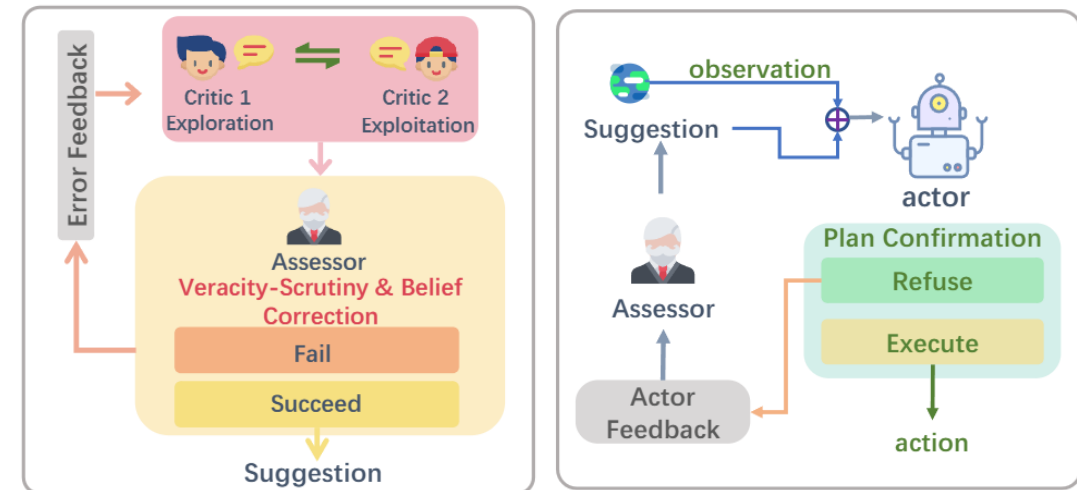 Error Feedback
Critic 1
Exploration
Critic 2
Exploitation
Assessor
Veracity-Scrutiny & Belief
Correction
Fail
Succeed
Suggestion
observation
Suggestion
actor
Assessor
Plan Confirmation
Refuse
Execute
Actor
Feedback
action